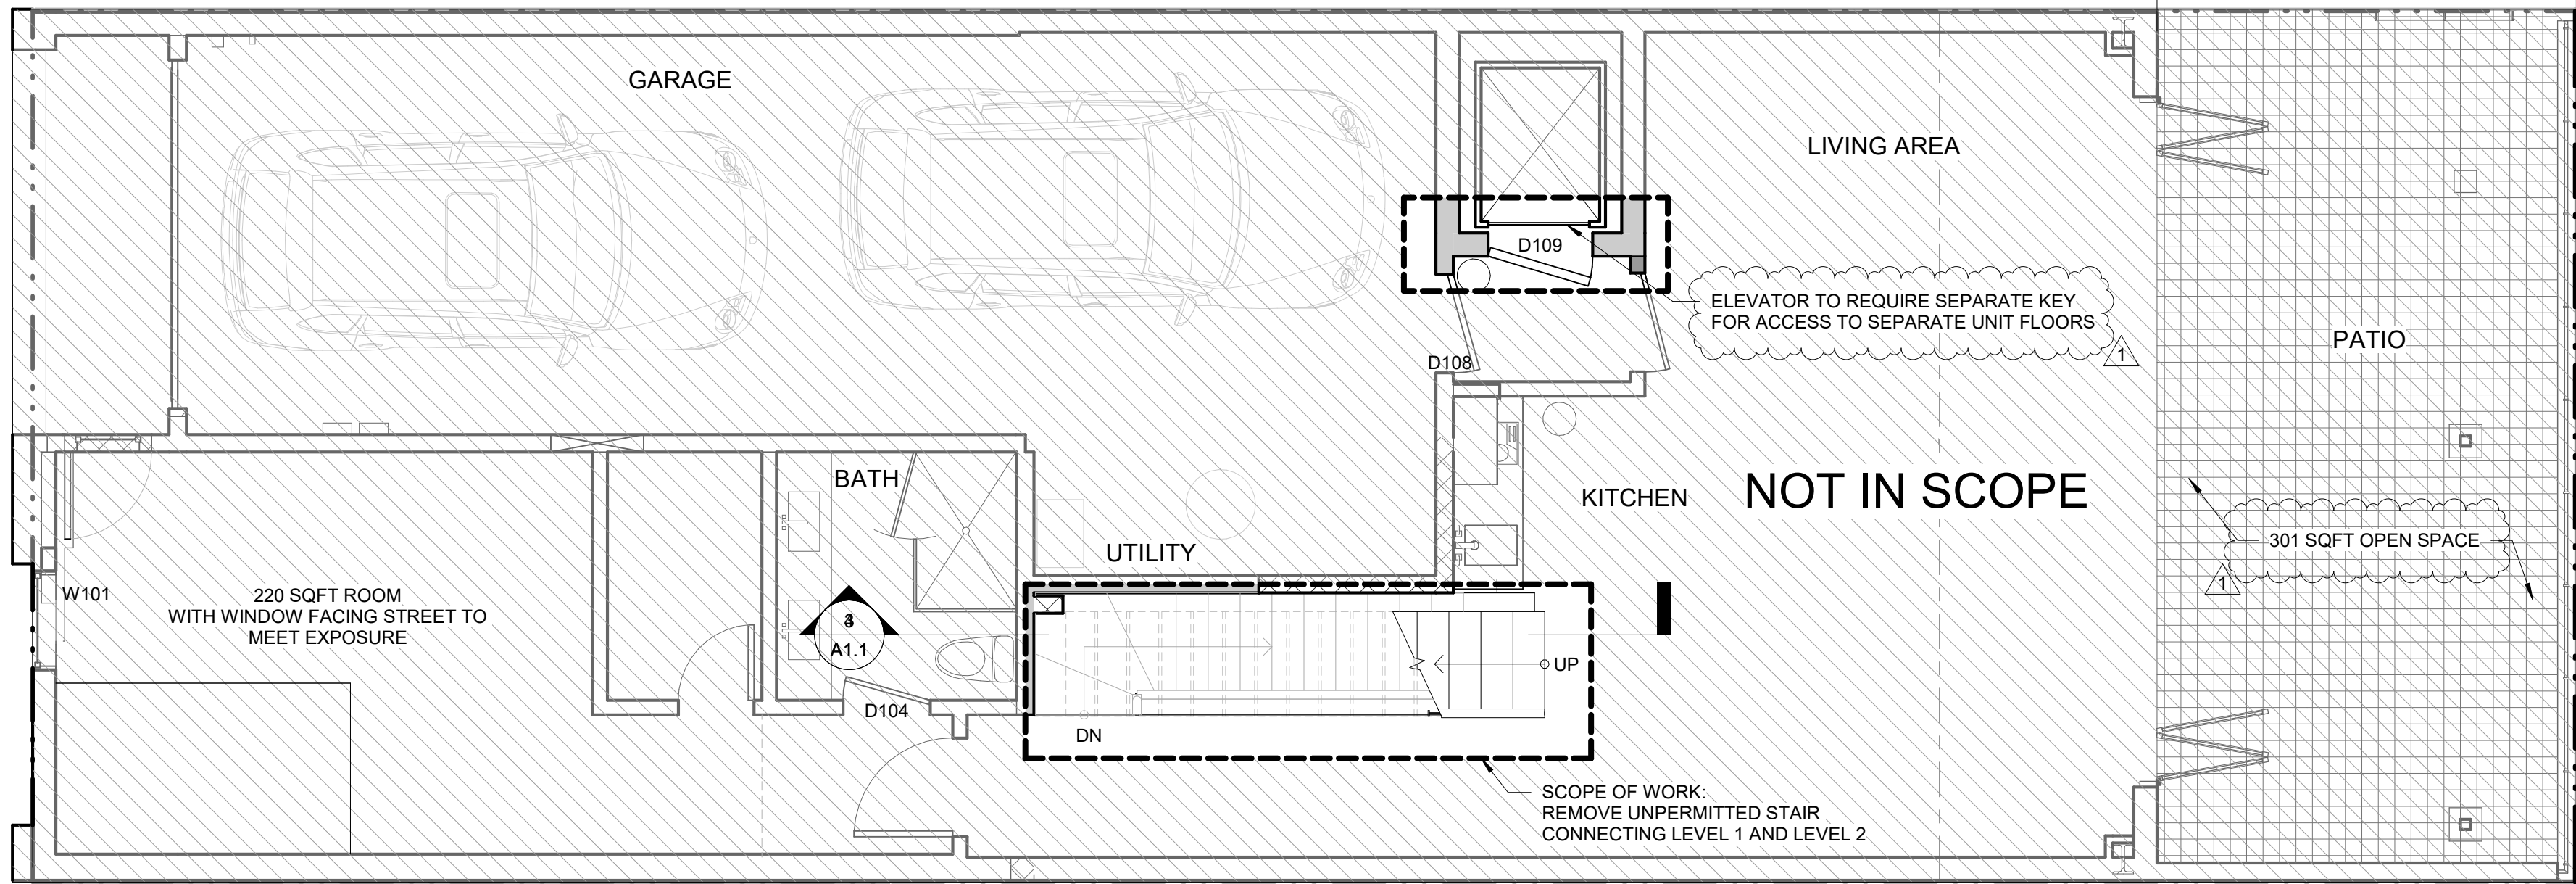 GARAGE
LIVING AREA
D109
ELEVATOR TO REQUIRE SEPARATE KEY
FOR ACCESS TO SEPARATE UNIT FLOORS
1
PATIO
D108
BATH
KITCHEN
NOT IN SCOPE
UTILITY
301 SQFT OPEN SPACE
1
W101
220 SQFT ROOM
WITH WINDOW FACING STREET TO
MEET EXPOSURE
A1.1
UP
D104
DN
SCOPE OF WORK:
REMOVE UNPERMITTED STAIR
CONNECTING LEVEL 1 AND LEVEL 2